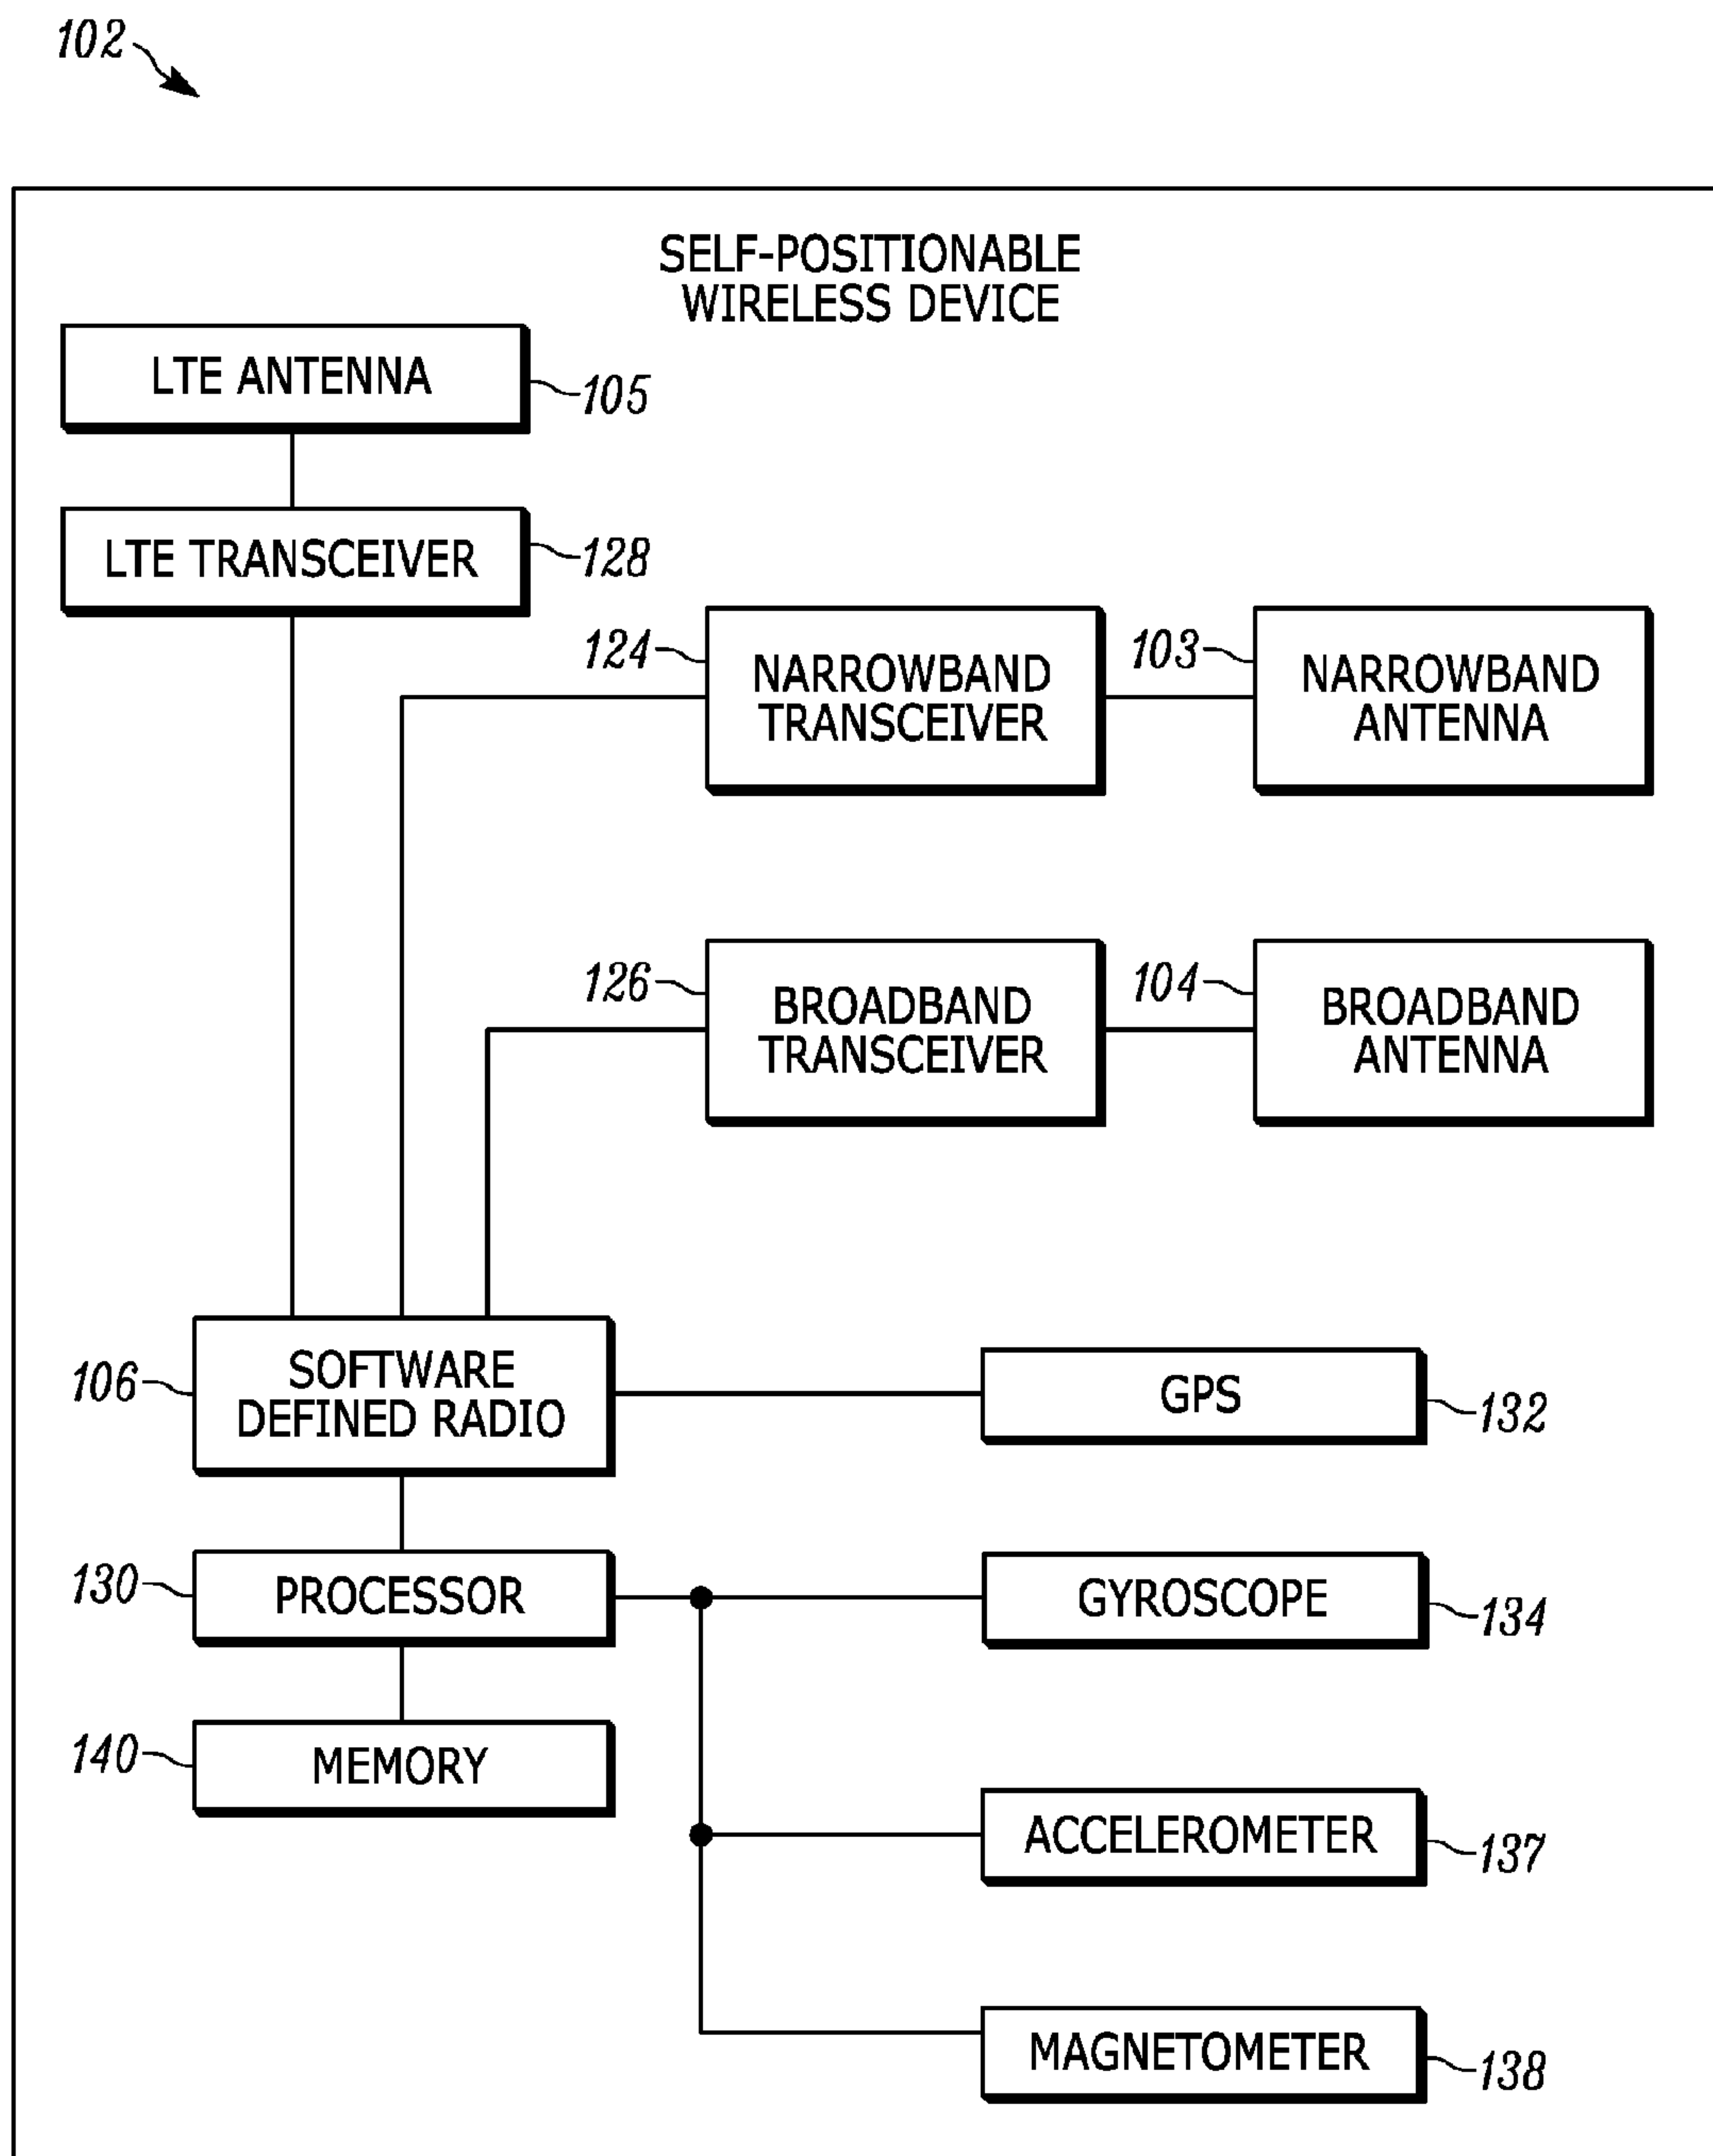 102
SELF-POSITIONABLE
WIRELESS DEVICE
LTE ANTENNA
105
LTE TRANSCEIVER
128
124
NARROWBAND
TRANSCEIVER
103
NARROWBAND
ANTENNA
126
BROADBAND
TRANSCEIVER
104
BROADBAND
ANTENNA
106
SOFTWARE
DEFINED RADIO
GPS
132
130
PROCESSOR
GYROSCOPE
134
140
MEMORY
ACCELEROMETER
137
MAGNETOMETER
138